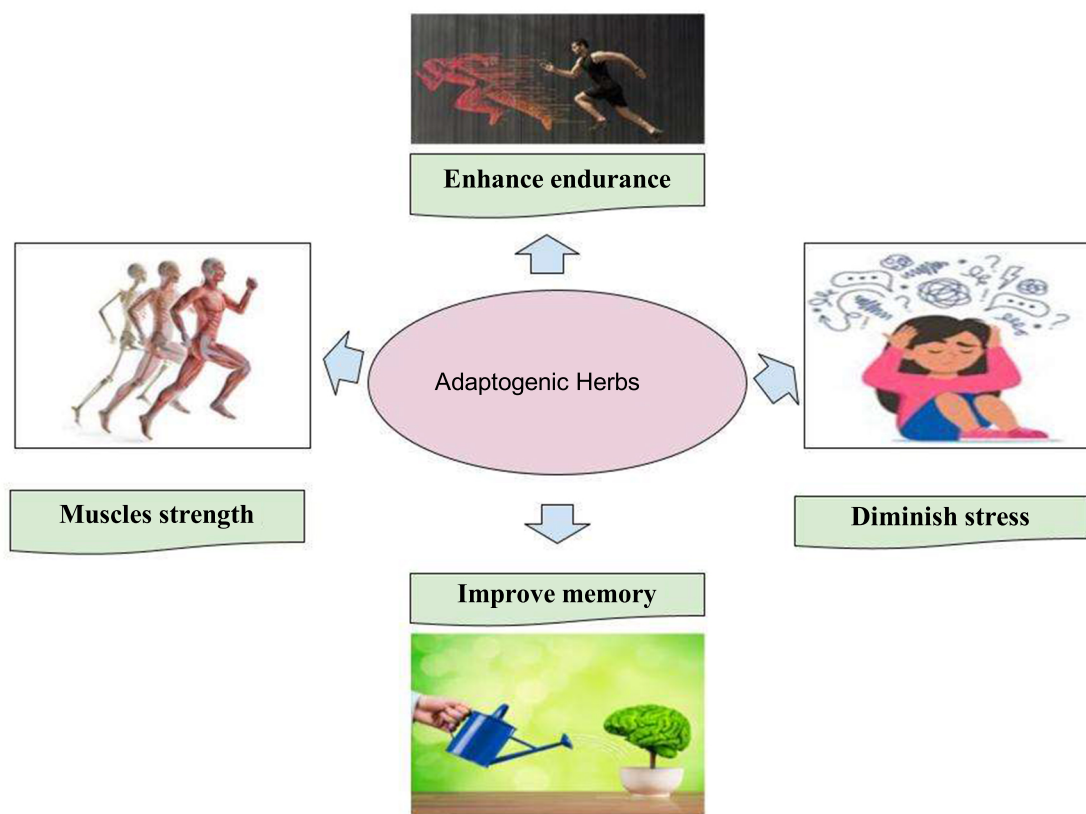 Enhance endurance
Adaptogenic Herbs
Muscles strength
Diminish stress
Improve memory